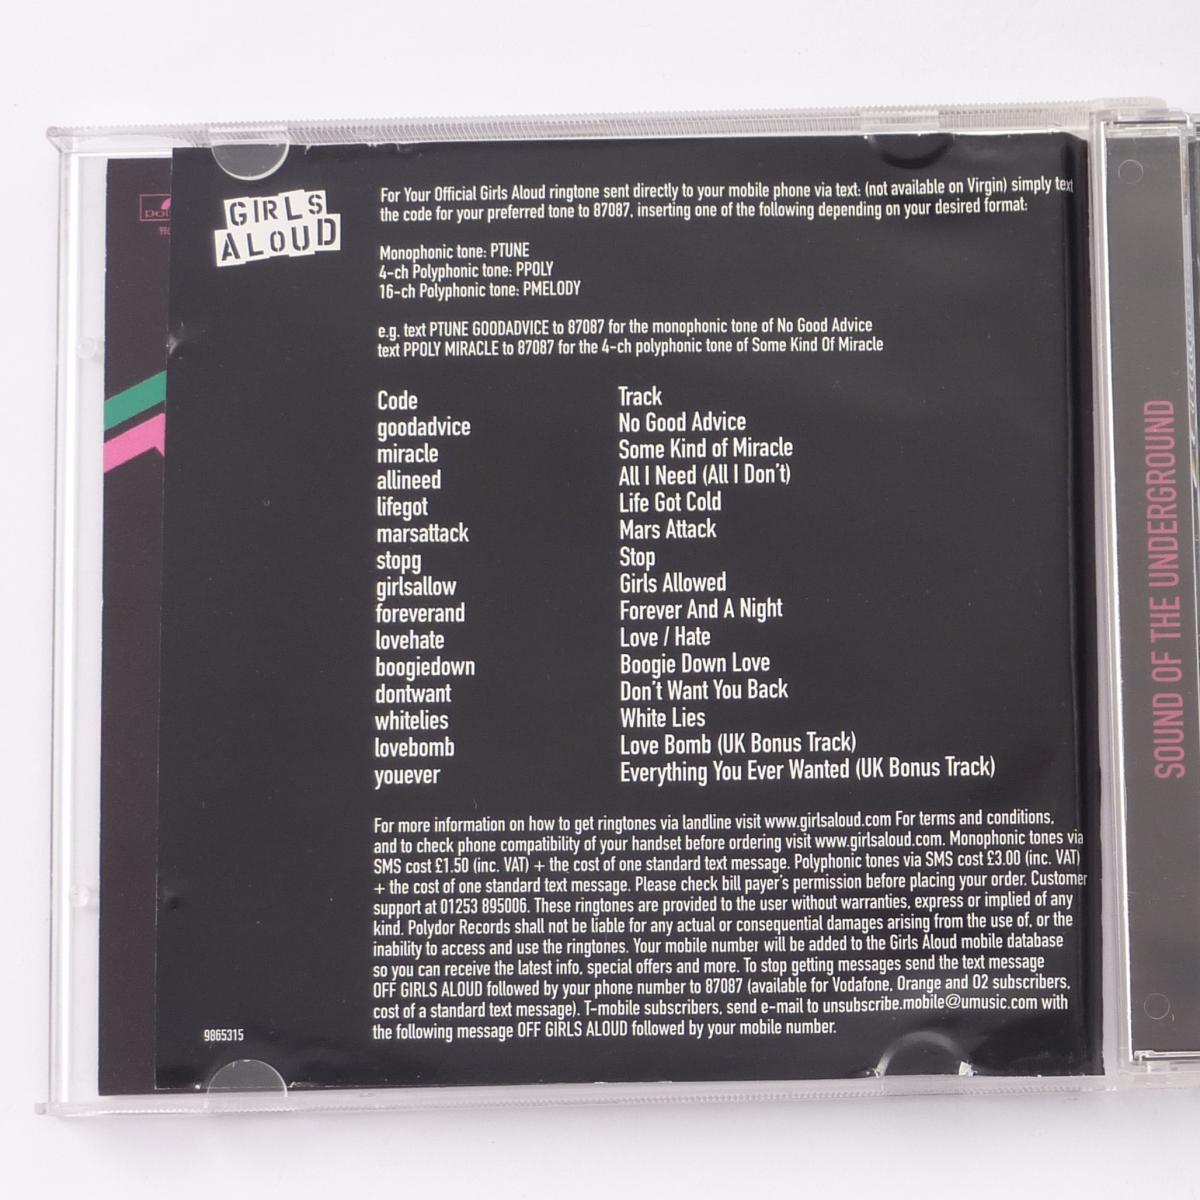 GIRLS
ALOUD
For Your Official Girls Aloud ringtone sent directly to your mobile phone via text: (not available on Virgin) simply text
the code for your preferred tone to 87087, inserting one of the following depending on your desired format:
Monophonic tone: PTUNE
4-ch Polyphonic tone: PPOLY
16-ch Polyphonic tone: PMELODY
e.g. text PTUNE GOODADVICE to 87087 for the monophonic tone of No Good Advice
text PPOLY MIRACLE to 87087 for the 4-ch polyphonic tone of Some Kind Of Miracle
Code Track
goodadvice No Good Advice
miracle Some Kind of Miracle
allineed All I Need (All I Don't)
lifegot Life Got Cold
marsattack Mars Attack
stopg Stop
girlsallow Girls Allowed
foreverand Forever And A Night
lovehate Love / Hate
boogiedown Boogie Down Love
dontwant Don't Want You Back
whitelies White Lies
lovebomb Love Bomb (UK Bonus Track)
youever Everything You Ever Wanted (UK Bonus Track)
For more information on how to get ringtones via landline visit www.girlsaloud.com For terms and conditions,
and to check phone compatibility of your handset before ordering visit www.girlsaloud.com. Monophonic tones via
SMS cost £1.50 (inc. VAT) + the cost of one standard text message. Polyphonic tones via SMS cost £3.00 (inc. VAT)
+ the cost of one standard text message. Please check bill payer's permission before placing your order. Customer
support at 01253 895006. These ringtones are provided to the user without warranties, express or implied of any
kind. Polydor Records shall not be liable for any actual or consequential damages arising from the use of, or the
inability to access and use the ringtones. Your mobile number will be added to the Girls Aloud mobile database
so you can receive the latest info, special offers and more. To stop getting messages send the text message
OFF GIRLS ALOUD followed by your phone number to 87087 (available for Vodafone, Orange and O2 subscribers,
cost of a standard text message). T-mobile subscribers, send e-mail to unsubscribe.mobile@umusic.com with
the following message OFF GIRLS ALOUD followed by your mobile number.
9865315
SOUND OF THE UNDERGROUND